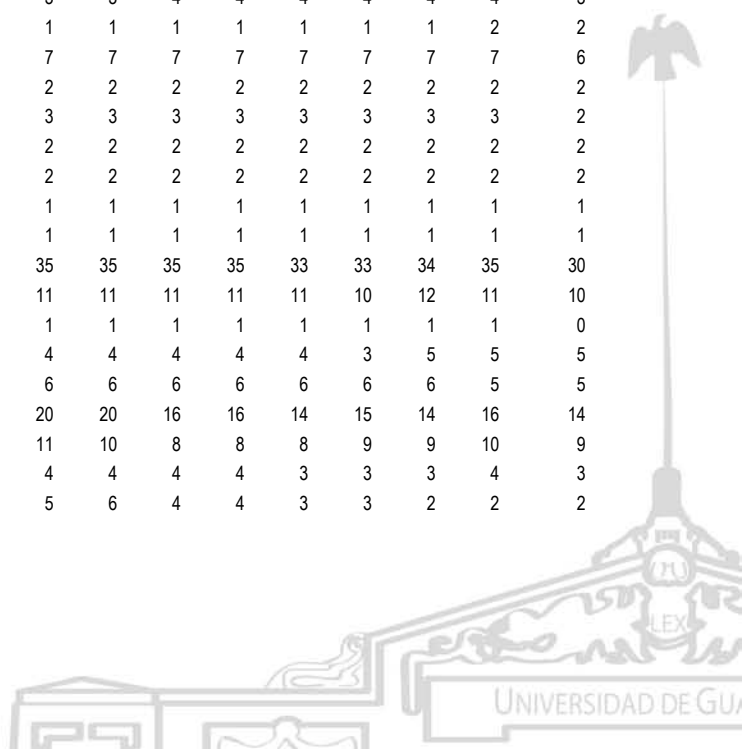 1 1 1 1 1 1 1 2 2
7 7 7 7 7 7 7 7 6
2 2 2 2 2 2 2 2 2
3 3 3 3 3 3 3 3 2
2 2 2 2 2 2 2 2 2
2 2 2 2 2 2 2 2 2
1 1 1 1 1 1 1 1 1
1 1 1 1 1 1 1 1 1
35 35 35 35 33 33 34 35 30
11 11 11 11 11 10 12 11 10
1 1 1 1 1 1 1 1 0
4 4 4 4 4 3 5 5 5
6 6 6 6 6 6 6 5 5
20 20 16 16 14 15 14 16 14
11 10 8 8 8 9 9 10 9
4 4 4 4 3 3 3 4 3
5 6 4 4 3 3 2 2 2
LEX
UNIVERSIDAD DE GUA